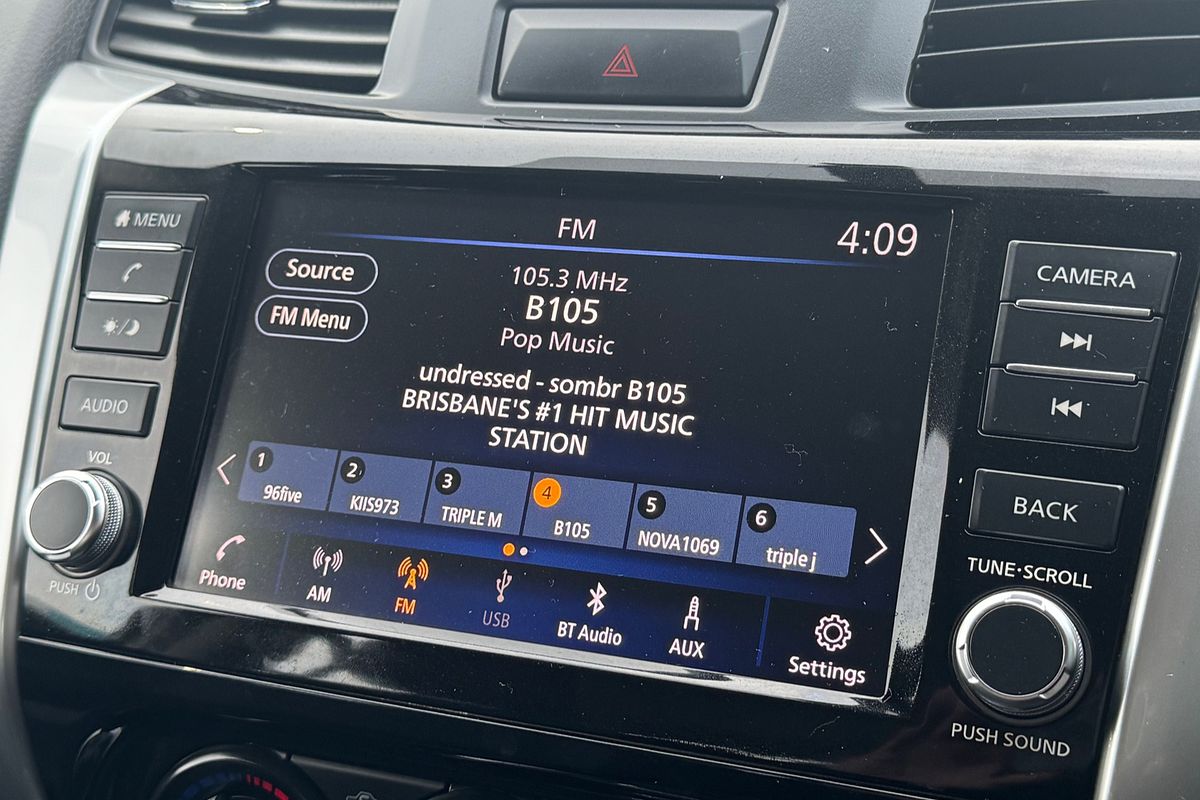 MENU
AUDIO
VOL
PUSH
FM
4:09
Source
FM Menu
105.3 MHz
B105
Pop Music
undressed - sombr B105
BRISBANE'S #1 HIT MUSIC
STATION
1
96five
2
KIIS973
3
TRIPLE M
4
B105
5
NOVA1069
6
triple j
Phone
AM
FM
USB
BT Audio
AUX
Settings
CAMERA
BACK
TUNE·SCROLL
PUSH SOUND